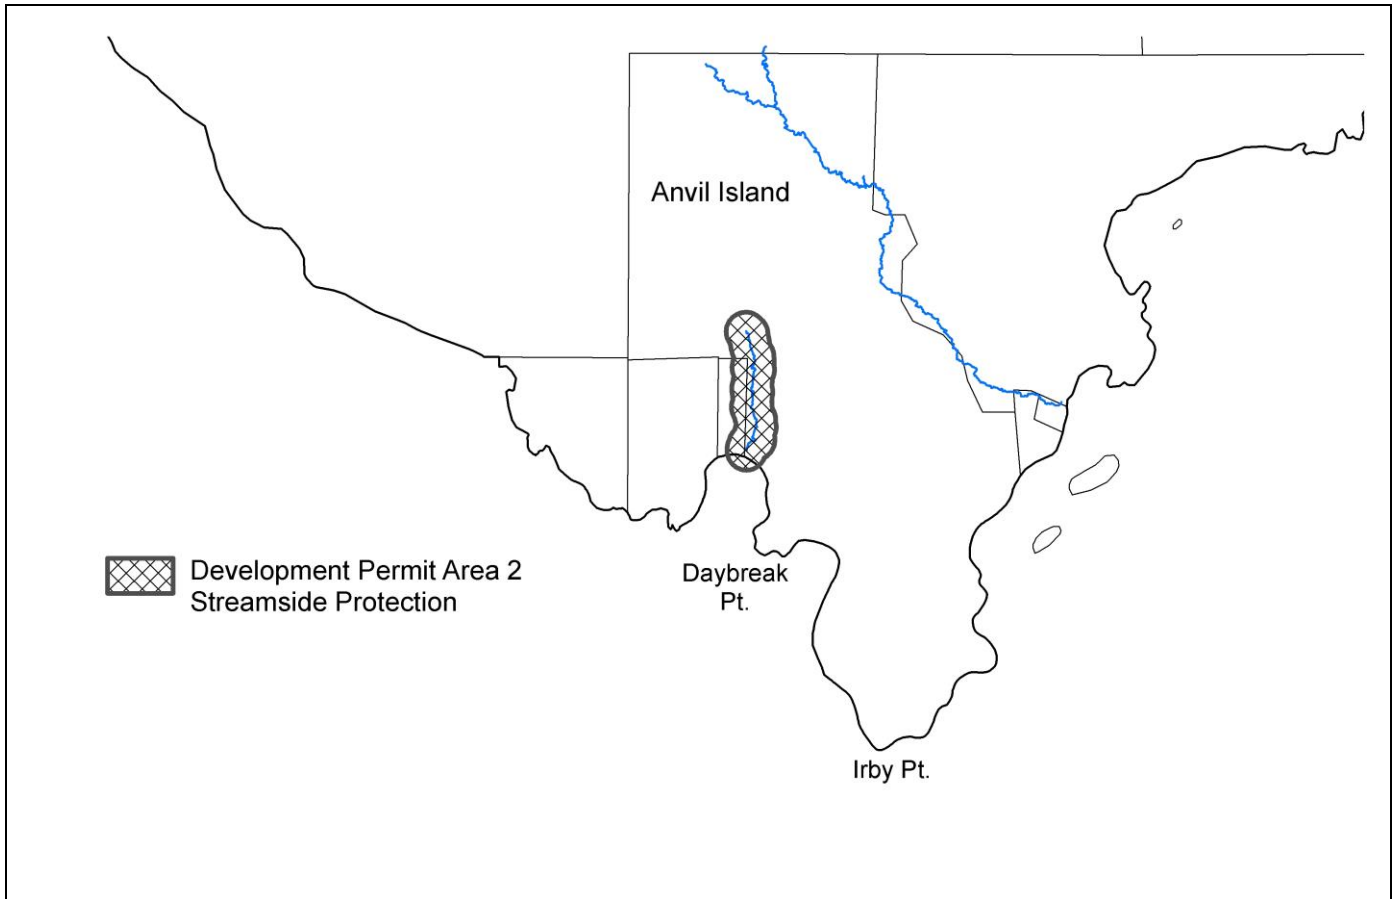 Anvil Island
Development Permit Area 2
Streamside Protection
Daybreak
Pt.
Irby Pt.